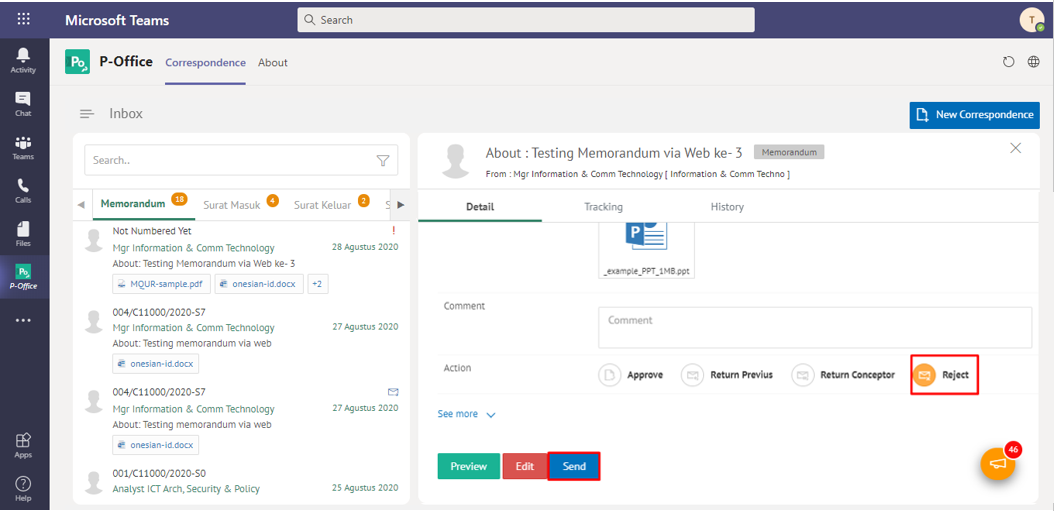 Microsoft Teams
Search
T
Activity
Chat
Teams
Calls
Files
P-Office
Apps
Help
Po
P-Office
Correspondence
About
Inbox
New Correspondence
Search..
Memorandum 18
Surat Masuk 4
Surat Keluar 2
S
Not Numbered Yet !
Mgr Information & Comm Technology 28 Agustus 2020
About: Testing Memorandum via Web ke- 3
MQUR-sample.pdf onesian-id.docx +2
004/C11000/2020-S7
Mgr Information & Comm Technology 27 Agustus 2020
About: Testing memorandum via web
onesian-id.docx
004/C11000/2020-S7
Mgr Information & Comm Technology 27 Agustus 2020
About: Testing memorandum via web
onesian-id.docx
001/C11000/2020-S0
Analyst ICT Arch, Security & Policy 25 Agustus 2020
About : Testing Memorandum via Web ke- 3 Memorandum
From : Mgr Information & Comm Technology [ Information & Comm Techno ]
Detail Tracking History
P
_example_PPT_1MB.ppt
Comment
Comment
Action Approve Return Previus Return Conceptor Reject
See more
Preview Edit Send
46